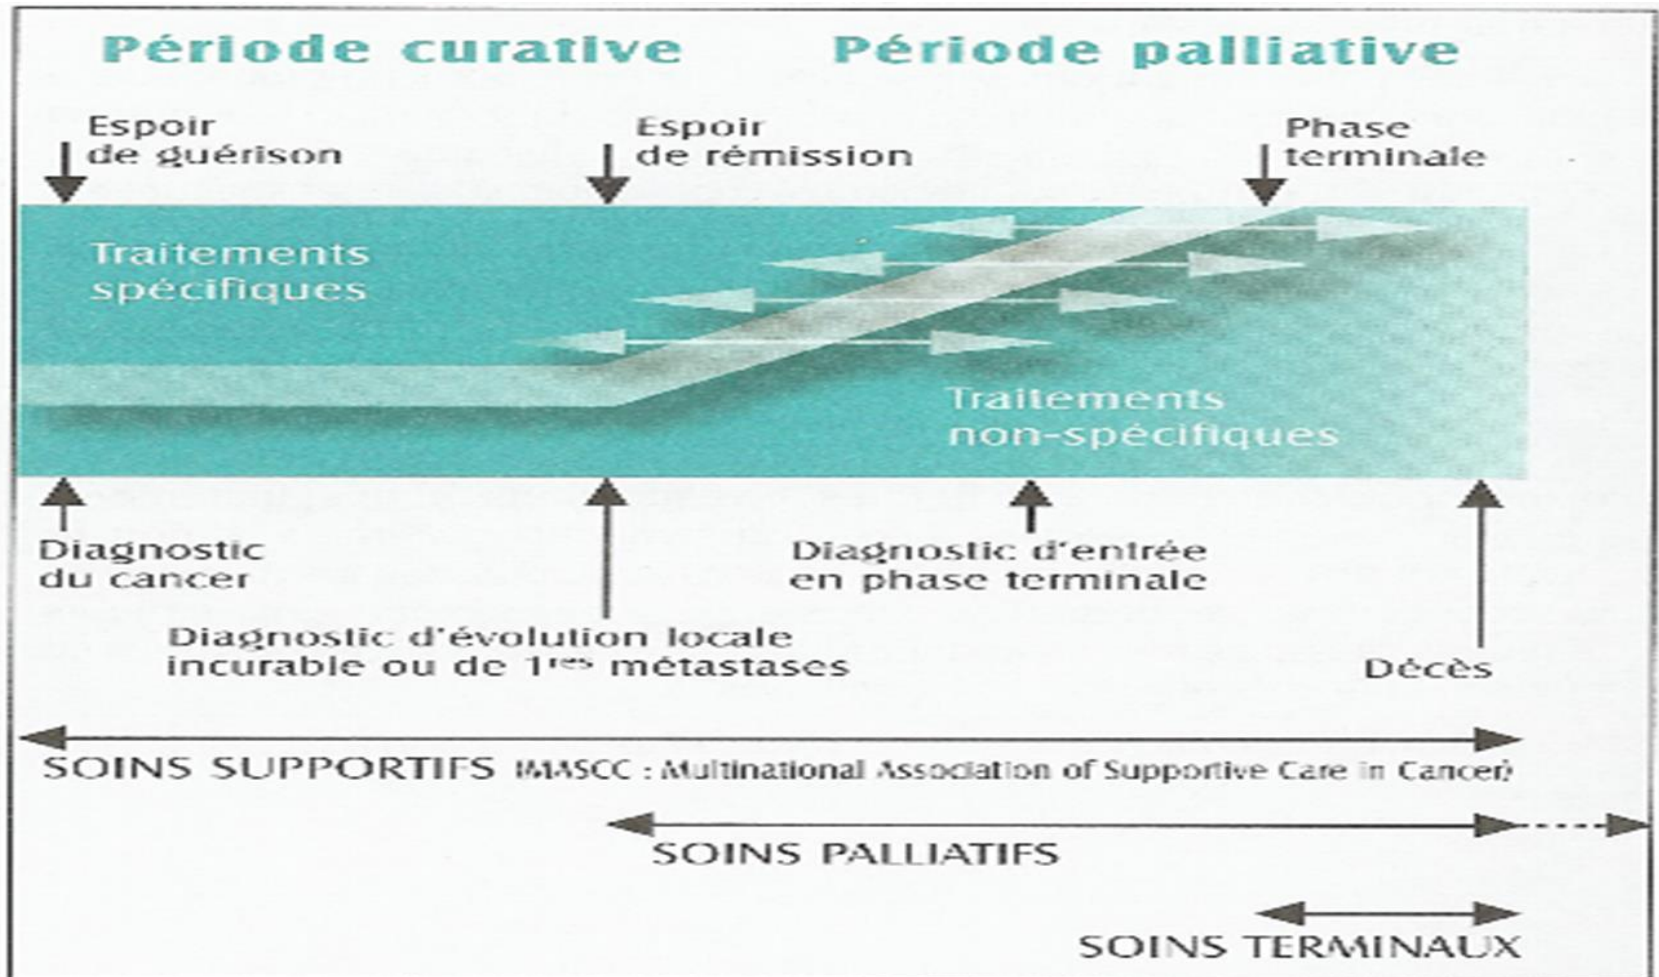 Période curative
Période palliative
Espoir
de guérison
Espoir
de rémission
Phase
terminale
Traitements
spécifiques
Traitements
non-spécifiques
Diagnostic
du cancer
Diagnostic d'évolution locale
incurable ou de 1res métastases
Diagnostic d'entrée
en phase terminale
Décès
SOINS SUPPORTIFS (MASCC : Multinational Association of Supportive Care in Cancer)
SOINS PALLIATIFS
SOINS TERMINAUX